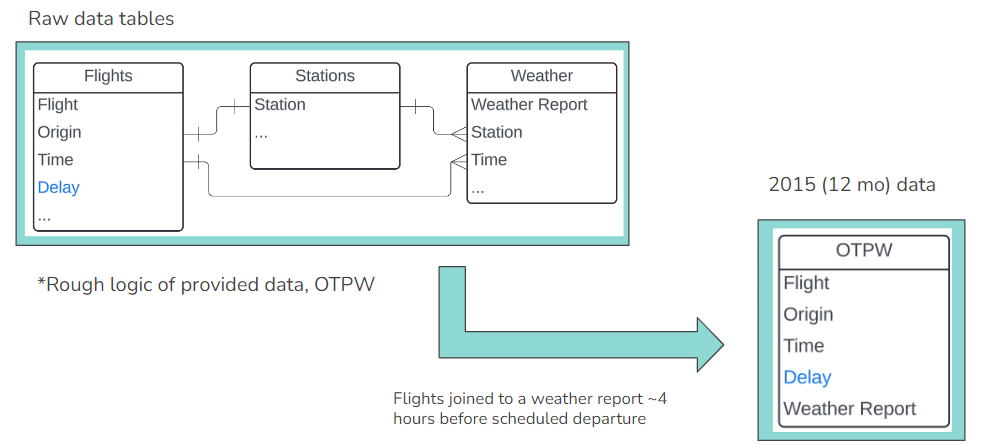 Raw data tables
Flights
Flight
Origin
Time
Delay
...
Stations
Station
...
Weather
Weather Report
Station
Time
...
*Rough logic of provided data, OTPW
Flights joined to a weather report ~4
hours before scheduled departure
2015 (12 mo) data
OTPW
Flight
Origin
Time
Delay
Weather Report